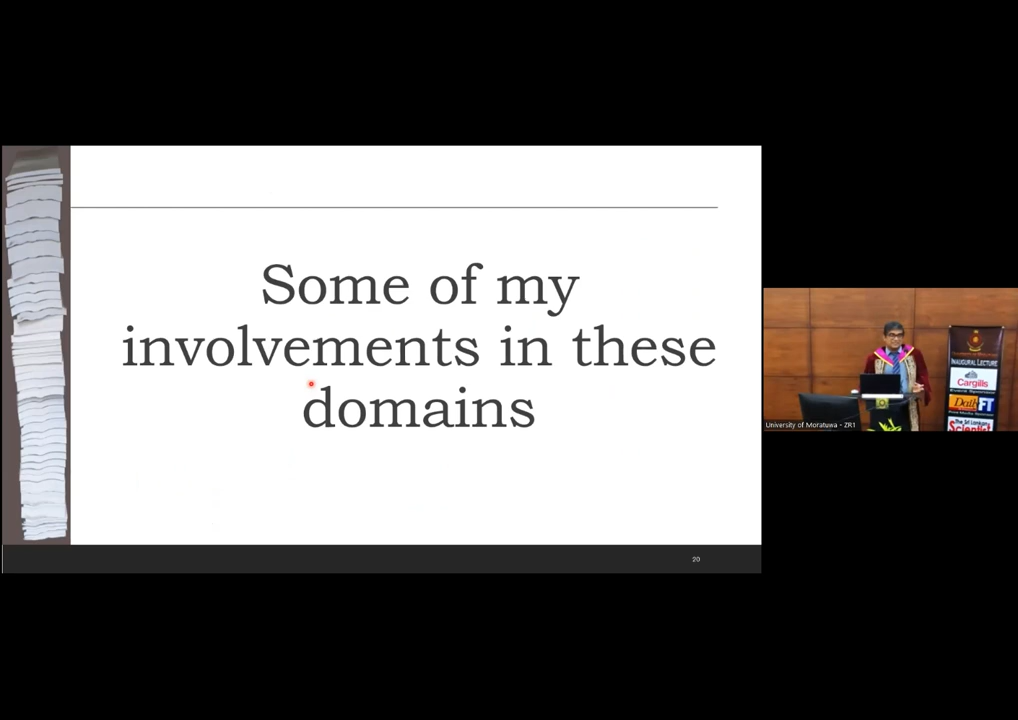 Some of my
involvements in these
domains
20
University of Moratuwa - ZR1
INAUGURAL LECTURE
Cargills
Daily FT
The Sri Lankan
Scientist